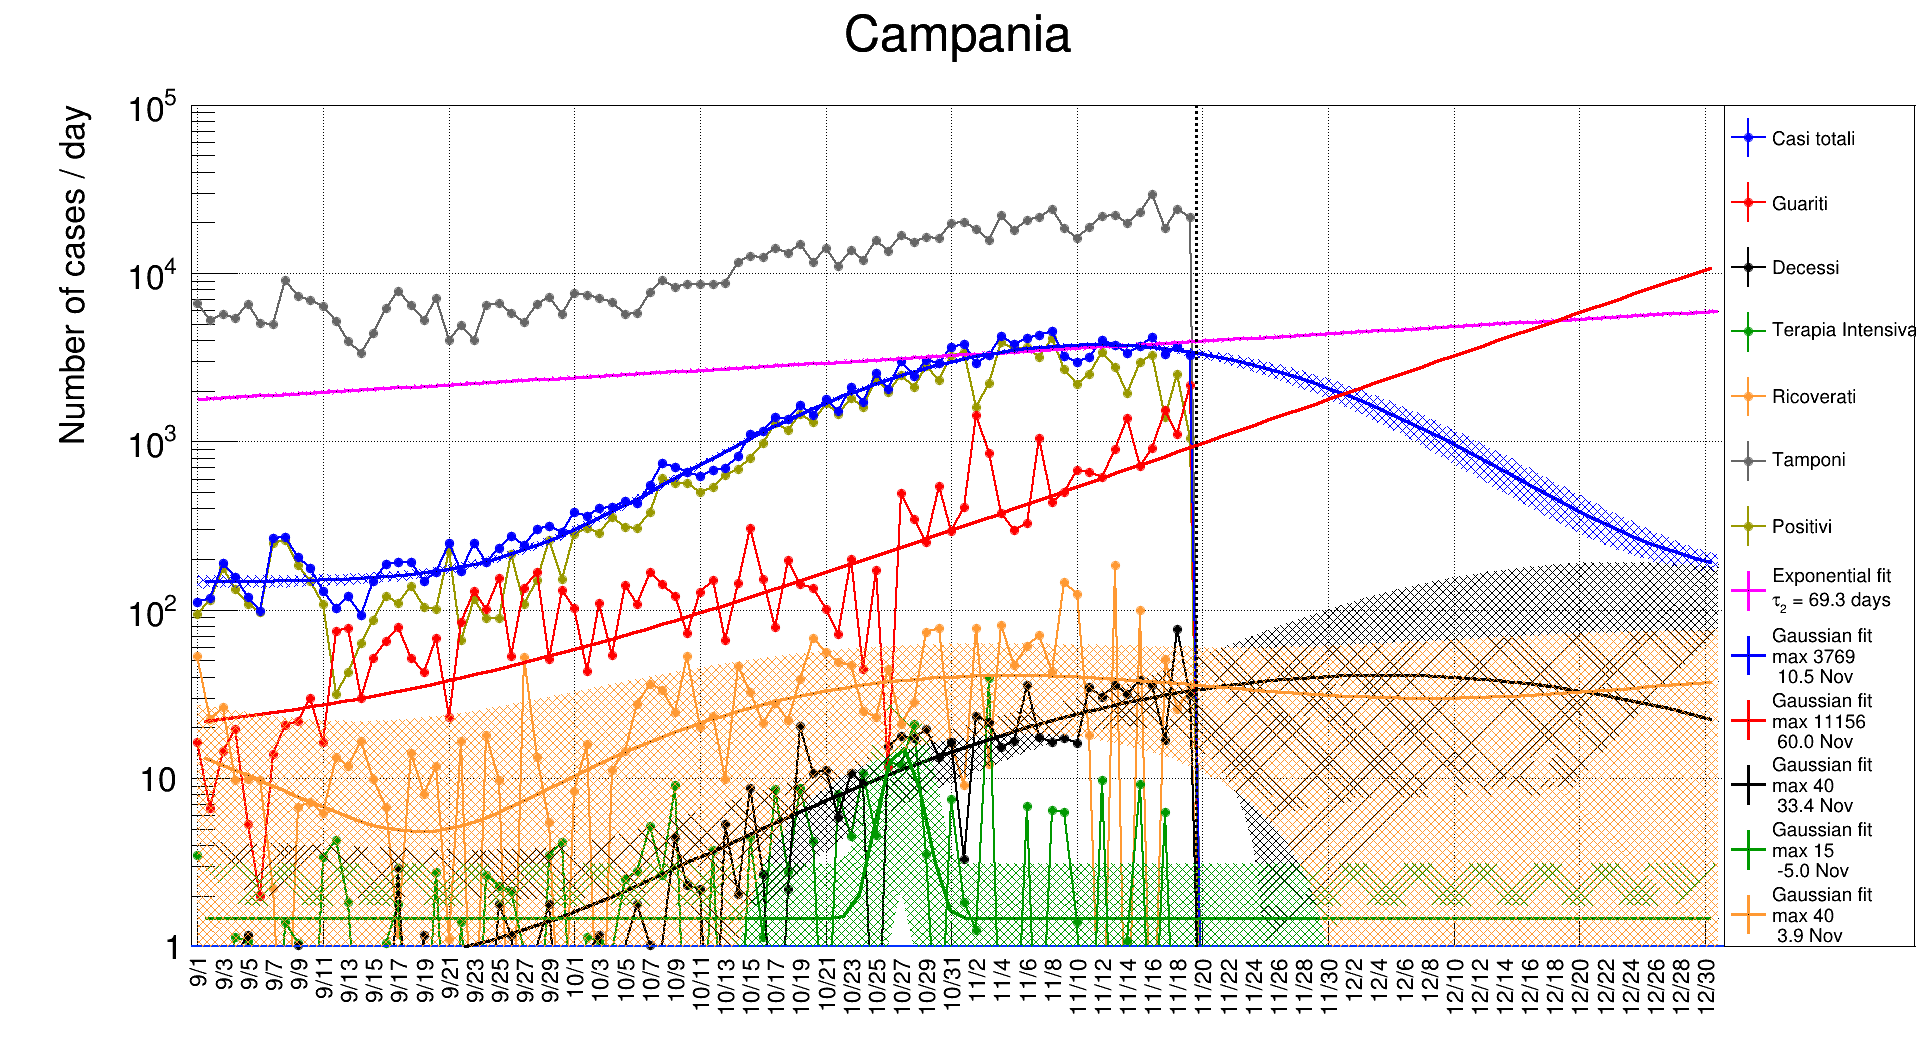 Campania
Number of cases / day
10^5
10^4
10^3
10^2
10
1
9/1
9/3
9/5
9/7
9/9
9/11
9/13
9/15
9/17
9/19
9/21
9/23
9/25
9/27
9/29
10/1
10/3
10/5
10/7
10/9
10/11
10/13
10/15
10/17
10/19
10/21
10/23
10/25
10/27
10/29
10/31
11/2
11/4
11/6
11/8
11/10
11/12
11/14
11/16
11/18
11/20
11/22
11/24
11/26
11/28
11/30
12/2
12/4
12/6
12/8
12/10
12/12
12/14
12/16
12/18
12/20
12/22
12/24
12/26
12/28
12/30
Casi totali
Guariti
Decessi
Terapia Intensiva
Ricoverati
Tamponi
Positivi
Exponential fit
τ2 = 69.3 days
Gaussian fit
max 3769
10.5 Nov
Gaussian fit
max 11156
60.0 Nov
Gaussian fit
max 40
33.4 Nov
Gaussian fit
max 15
-5.0 Nov
Gaussian fit
max 40
3.9 Nov